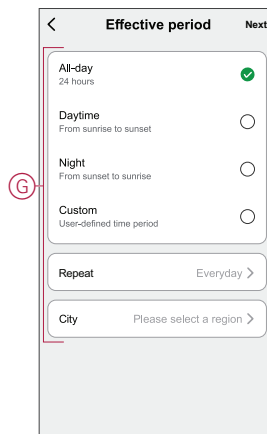 Effective period
Next
All-day
24 hours
Daytime
From sunrise to sunset
Night
From sunset to sunrise
Custom
User-defined time period
G
Repeat Everyday
City Please select a region